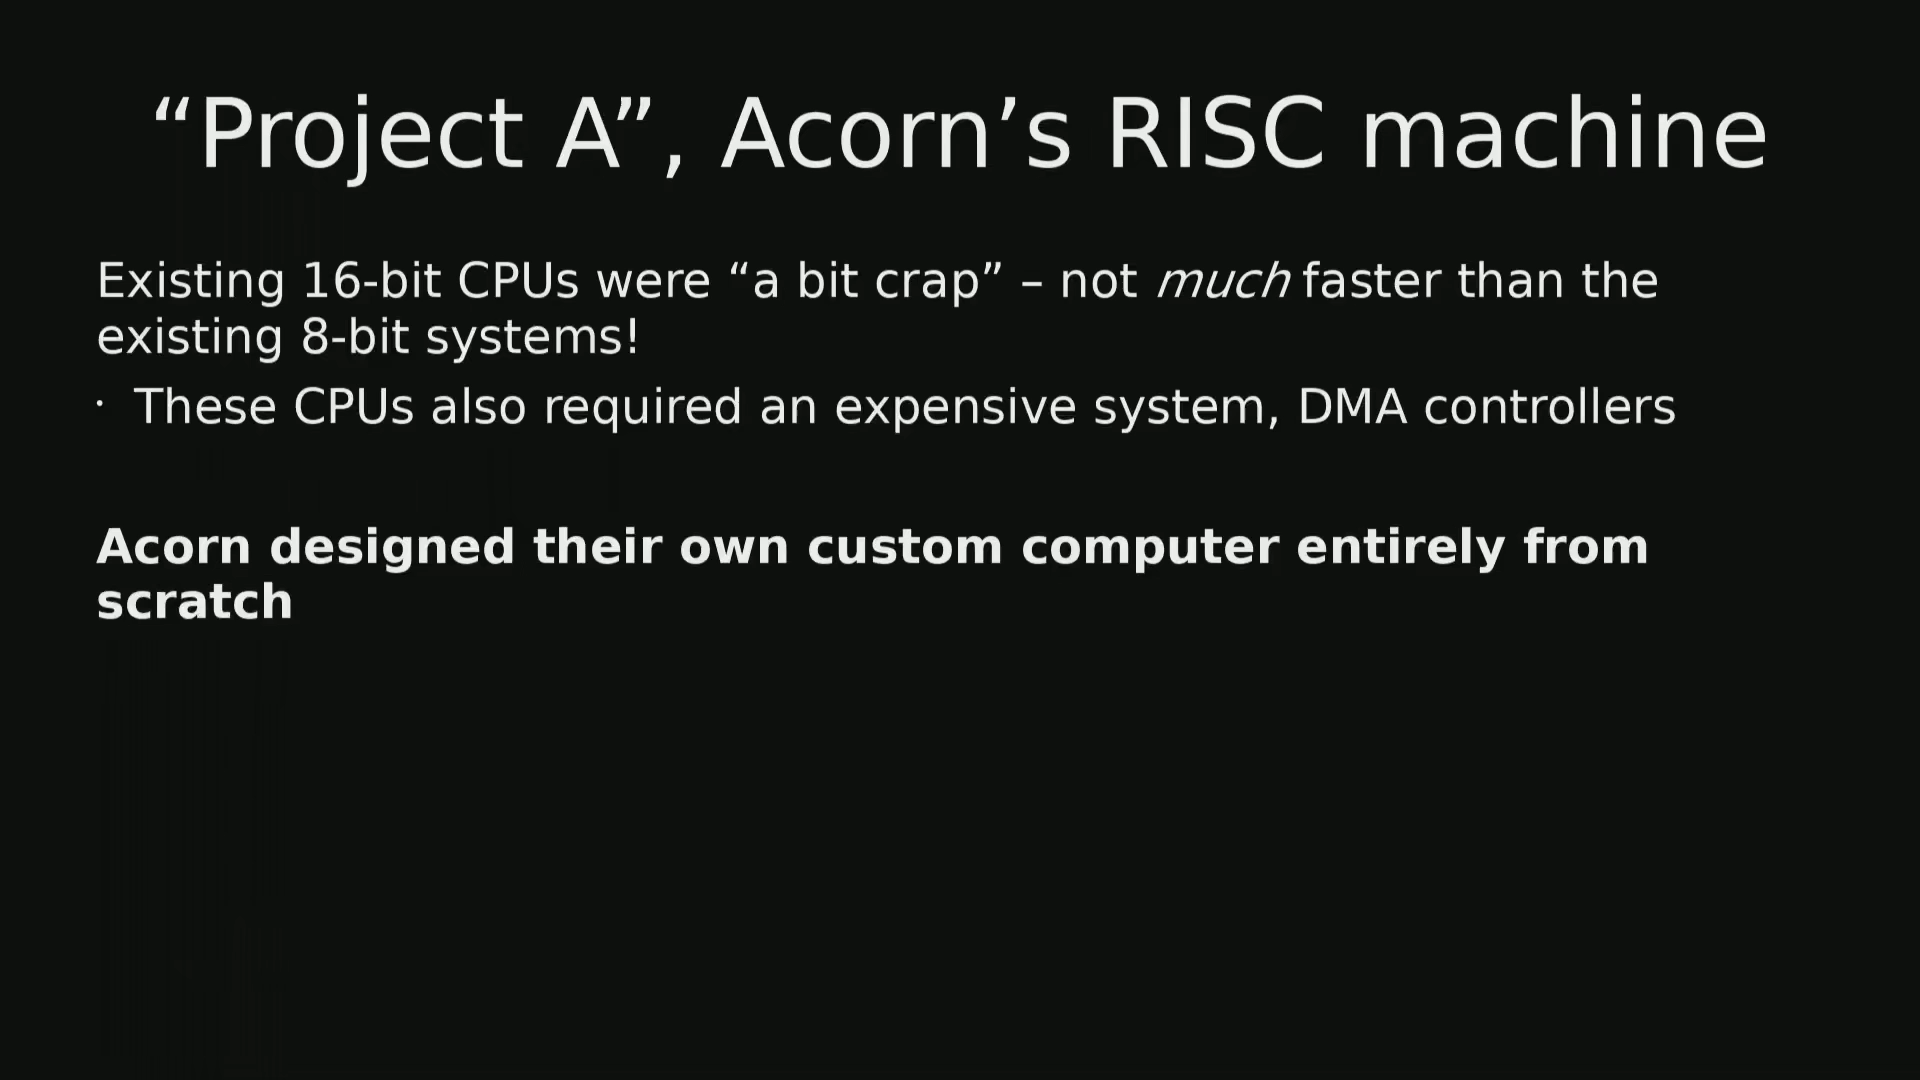 “Project A”, Acorn’s RISC machine
Existing 16-bit CPUs were “a bit crap” – not much faster than the
existing 8-bit systems!
· These CPUs also required an expensive system, DMA controllers
Acorn designed their own custom computer entirely from
scratch